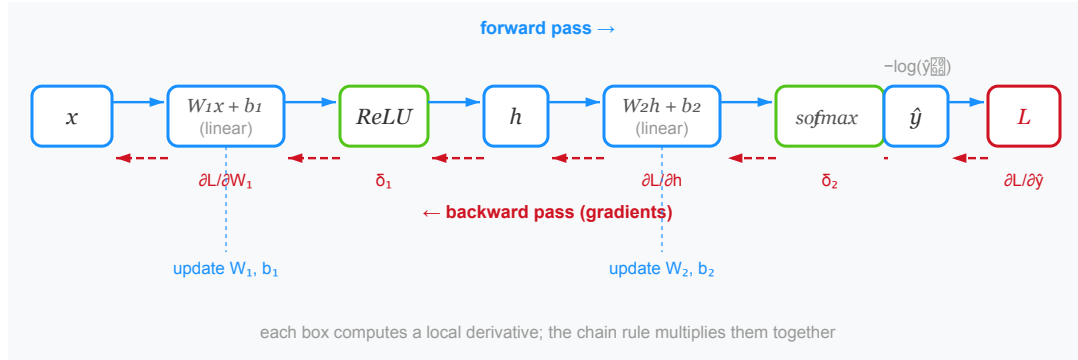 forward pass →
−log(ŷ)
x
W₁x + b₁
(linear)
ReLU
h
W₂h + b₂
(linear)
sofmax
ŷ
L
∂L/∂W₁
δ₁
∂L/∂h
δ₂
∂L/∂ŷ
← backward pass (gradients)
update W₁, b₁
update W₂, b₂
each box computes a local derivative; the chain rule multiplies them together